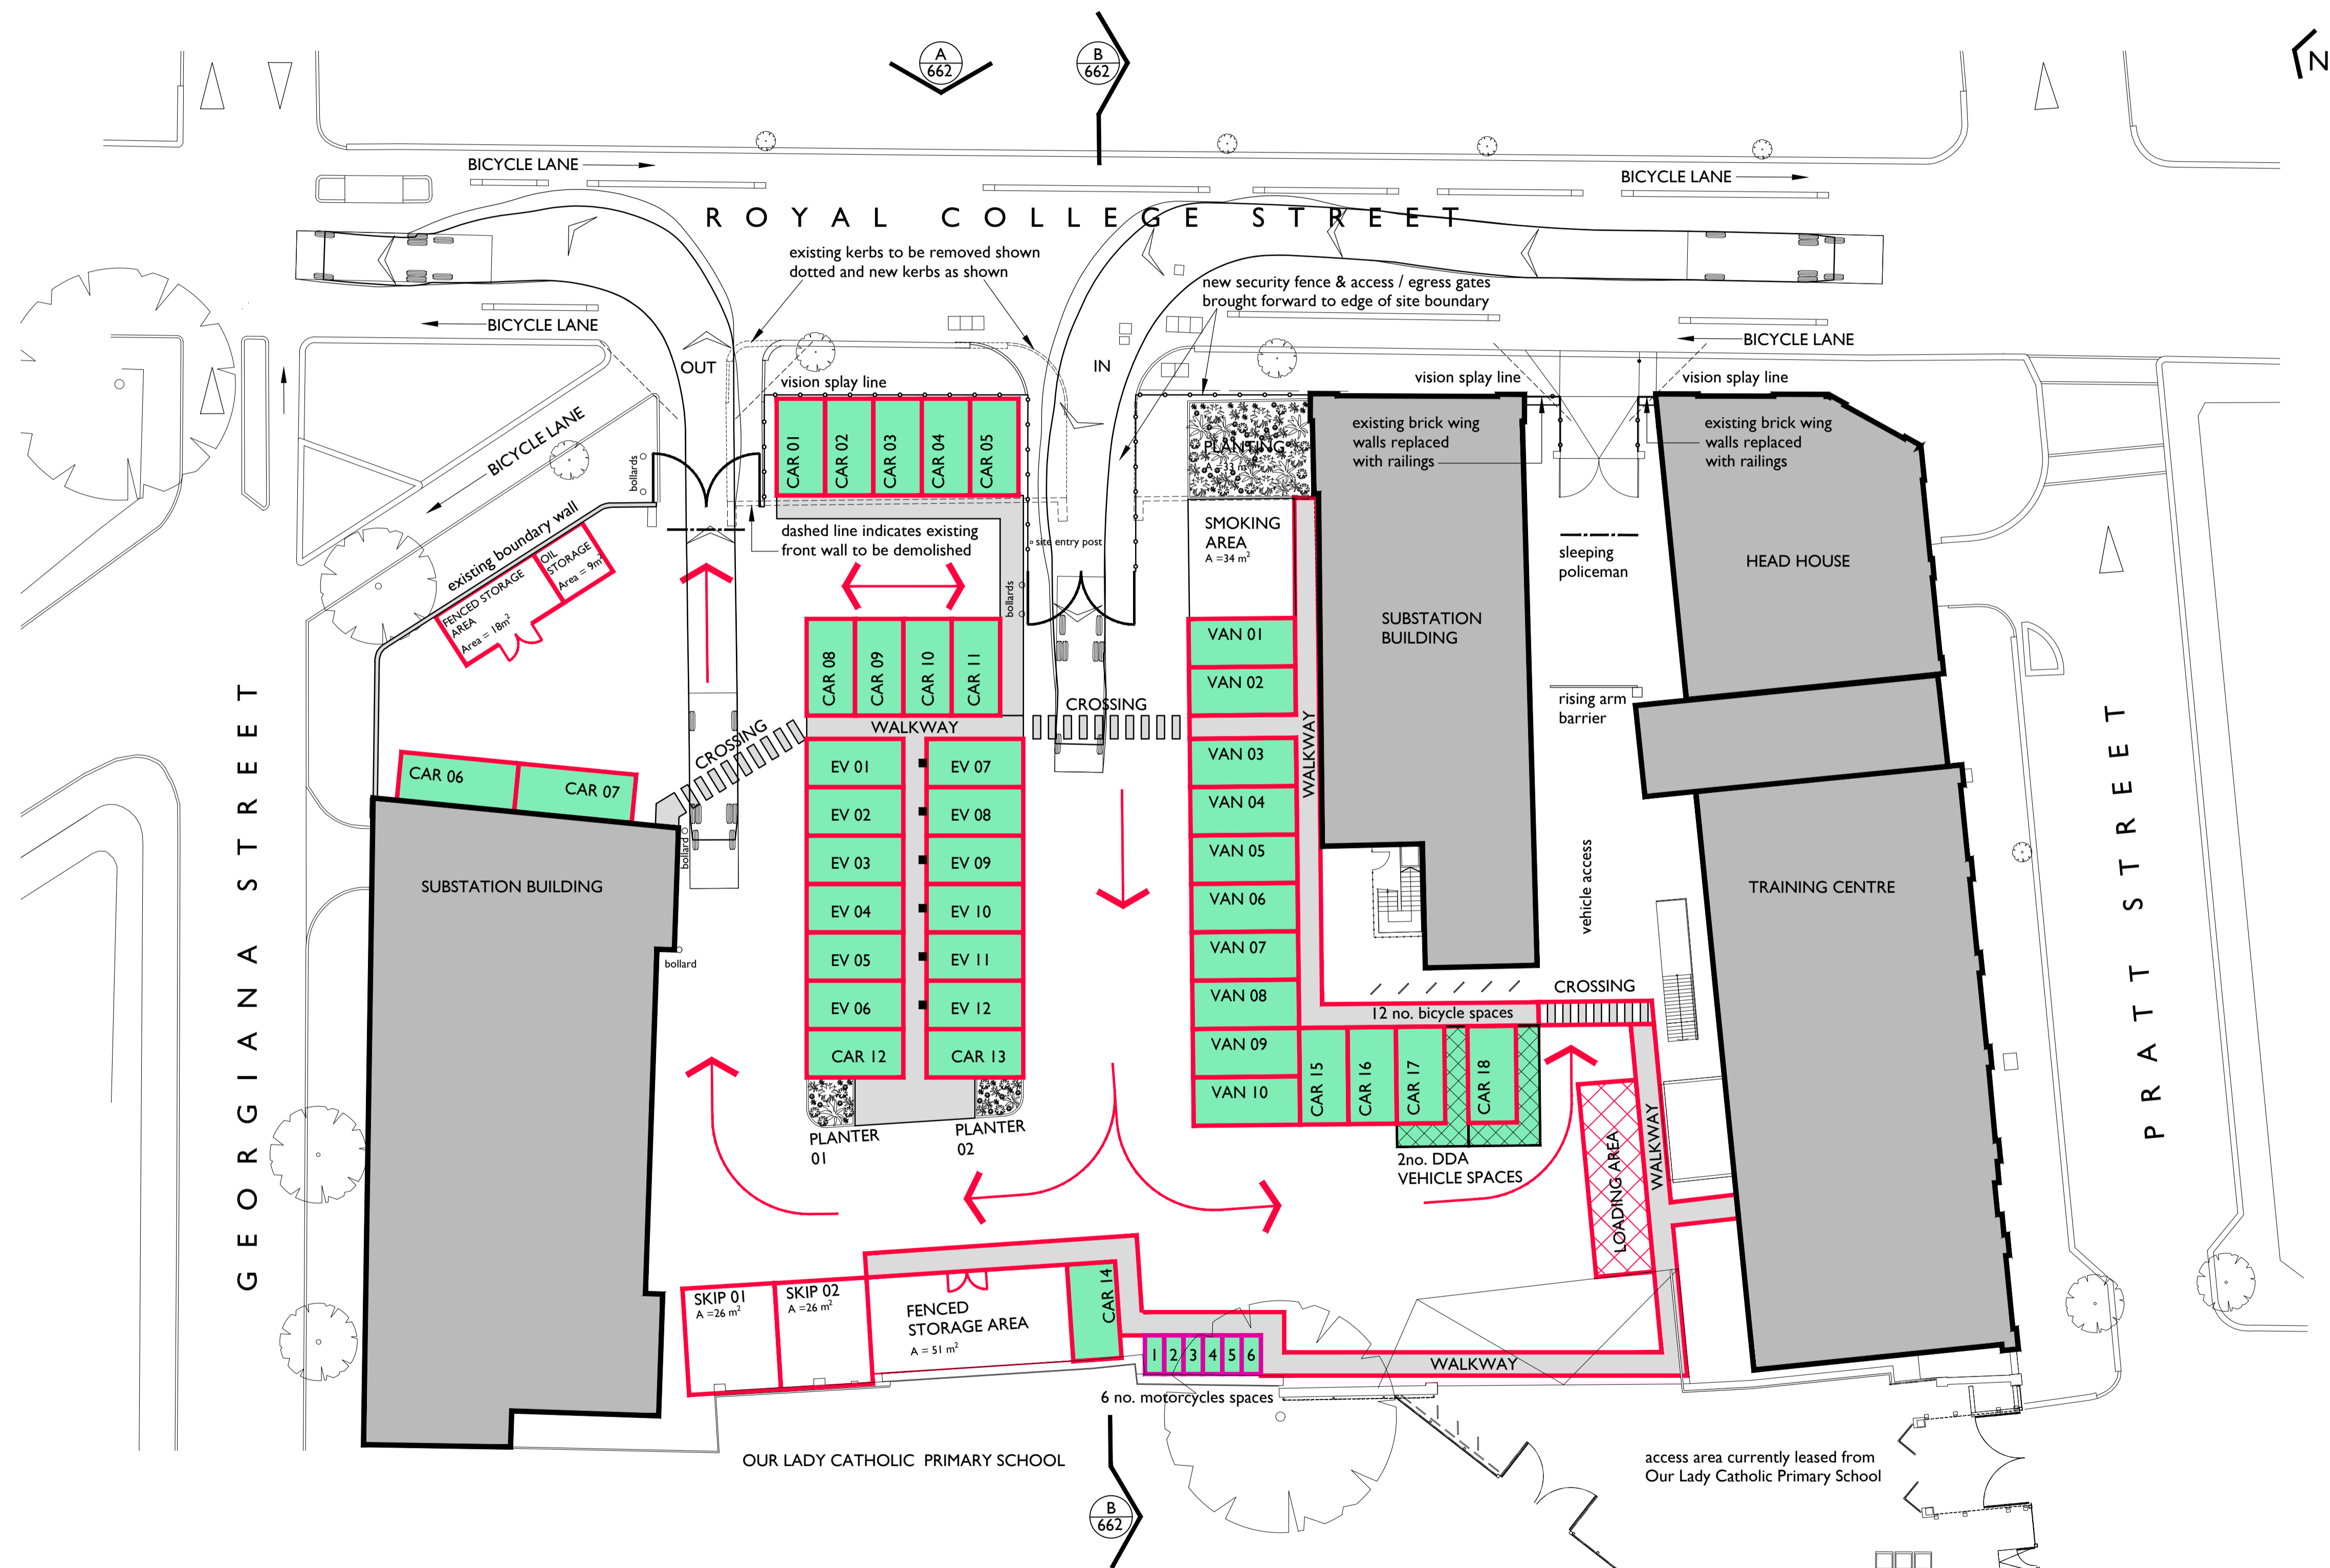 A
662
B
662
N
BICYCLE LANE
BICYCLE LANE
ROYAL COLLEGE STREET
existing kerbs to be removed shown
dotted and new kerbs as shown
new security fence & access / egress gates
brought forward to edge of site boundary
BICYCLE LANE
BICYCLE LANE
OUT
IN
vision splay line
vision splay line
vision splay line
BICYCLE LANE
bollards
CAR 01
CAR 02
CAR 03
CAR 04
CAR 05
PLANTING
A =33 m²
existing brick wing
walls replaced
with railings
existing brick wing
walls replaced
with railings
existing boundary wall
dashed line indicates existing
front wall to be demolished
site entry post
SMOKING
AREA
A =34 m²
sleeping
policeman
HEAD HOUSE
OIL
STORAGE
Area = 9m²
FENCED STORAGE
AREA
Area = 18m²
bollards
SUBSTATION
BUILDING
CAR 08
CAR 09
CAR 10
CAR 11
VAN 01
VAN 02
rising arm
barrier
CROSSING
WALKWAY
CROSSING
WALKWAY
CAR 06
CAR 07
EV 01
EV 07
VAN 03
EV 02
EV 08
VAN 04
bollard
EV 03
EV 09
VAN 05
SUBSTATION BUILDING
vehicle access
TRAINING CENTRE
EV 04
EV 10
VAN 06
EV 05
EV 11
VAN 07
bollard
EV 06
EV 12
VAN 08
12 no. bicycle spaces
CROSSING
CAR 12
CAR 13
VAN 09
VAN 10
CAR 15
CAR 16
CAR 17
CAR 18
PLANTER
01
PLANTER
02
2no. DDA
VEHICLE SPACES
LOADING AREA
WALKWAY
GEORGIANA STREET
PRATT STREET
SKIP 01
A =26 m²
SKIP 02
A =26 m²
FENCED
STORAGE AREA
A = 51 m²
CAR 14
1 2 3 4 5 6
WALKWAY
6 no. motorcycles spaces
OUR LADY CATHOLIC PRIMARY SCHOOL
access area currently leased from
Our Lady Catholic Primary School
B
662